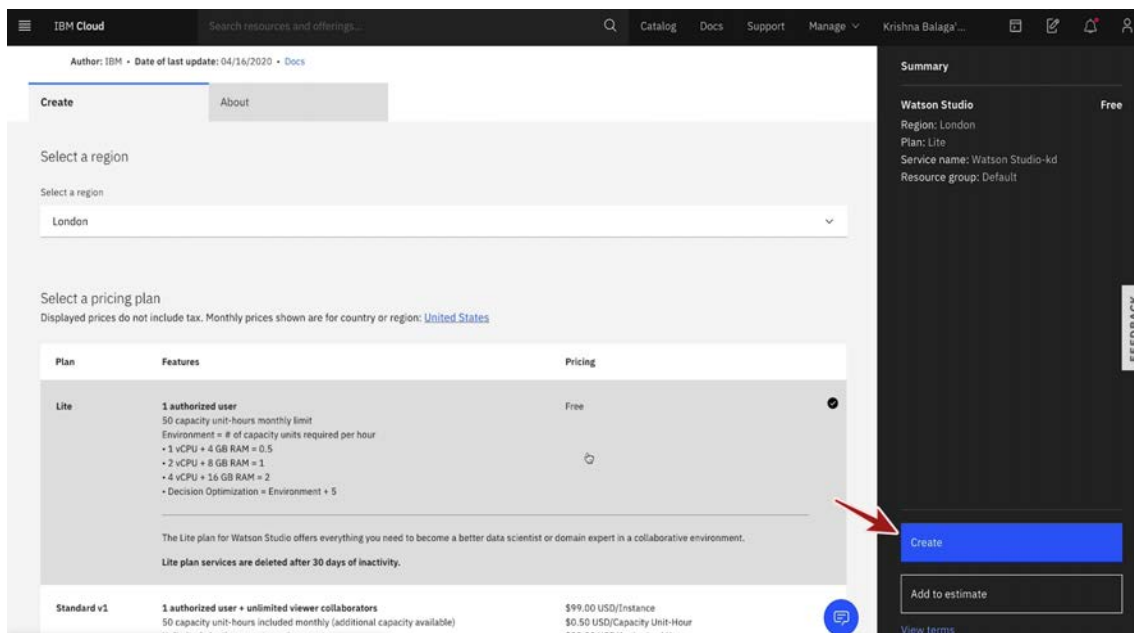 IBM Cloud
Search resources and offerings...
Catalog
Docs
Support
Manage
Krishna Balaga'...
Author: IBM • Date of last update: 04/16/2020 • Docs
Create
About
Select a region
Select a region
London
Select a pricing plan
Displayed prices do not include tax. Monthly prices shown are for country or region: United States
Plan
Features
Pricing
Lite
1 authorized user
Free
50 capacity unit-hours monthly limit
Environment = # of capacity units required per hour
• 1 vCPU + 4 GB RAM = 0.5
• 2 vCPU + 8 GB RAM = 1
• 4 vCPU + 16 GB RAM = 2
• Decision Optimization = Environment + 5
The Lite plan for Watson Studio offers everything you need to become a better data scientist or domain expert in a collaborative environment.
Lite plan services are deleted after 30 days of inactivity.
Standard v1
1 authorized user + unlimited viewer collaborators
$99.00 USD/Instance
50 capacity unit-hours included monthly (additional capacity available)
$0.50 USD/Capacity Unit-Hour
Summary
Watson Studio
Free
Region: London
Plan: Lite
Service name: Watson Studio-kd
Resource group: Default
FEEDBACK
Create
Add to estimate
View terms